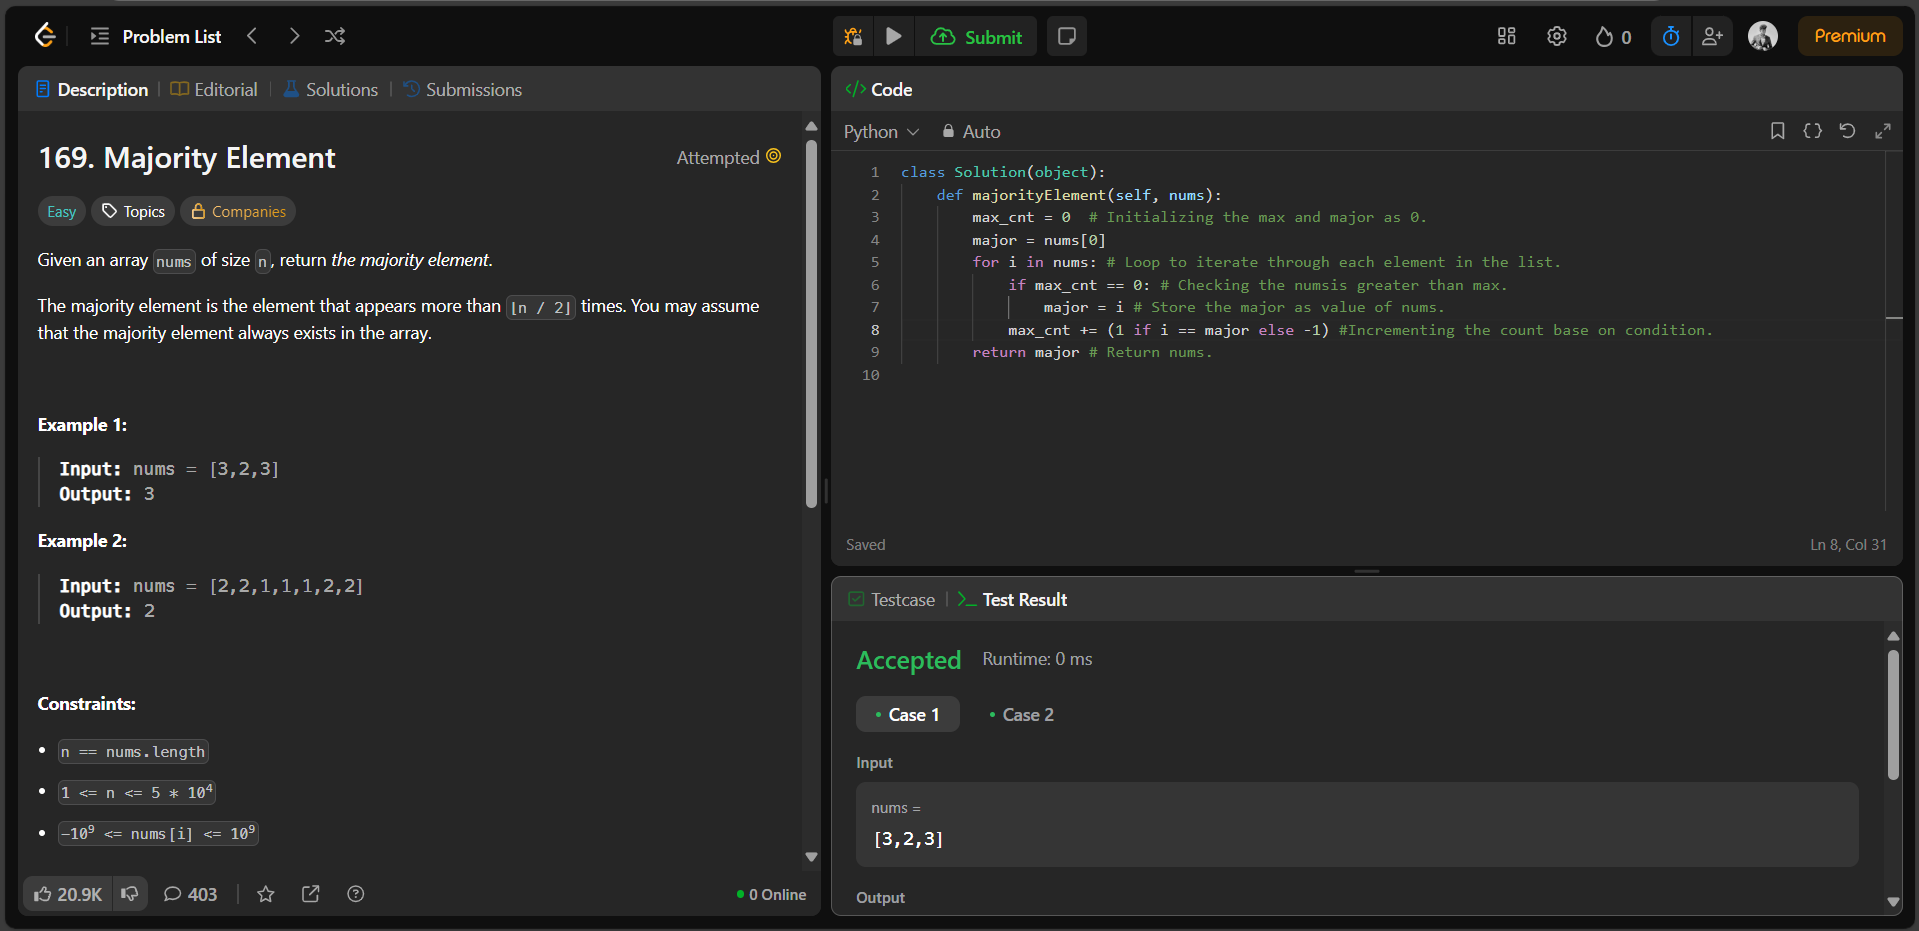 Problem List
Submit
0
Premium
Description
Editorial
Solutions
Submissions
169. Majority Element
Attempted
Easy
Topics
Companies
Given an array nums of size n, return the majority element.
The majority element is the element that appears more than ⌊n / 2⌋ times. You may assume
that the majority element always exists in the array.
Example 1:
Input: nums = [3,2,3]
Output: 3
Example 2:
Input: nums = [2,2,1,1,1,2,2]
Output: 2
Constraints:
• n == nums.length
• 1 <= n <= 5 * 10⁴
• -10⁹ <= nums[i] <= 10⁹
20.9K
403
0 Online
</> Code
Python
Auto
1 class Solution(object):
2     def majorityElement(self, nums):
3         max_cnt = 0  # Initializing the max and major as 0.
4         major = nums[0]
5         for i in nums: # Loop to iterate through each element in the list.
6             if max_cnt == 0: # Checking the numsis greater than max.
7                 major = i # Store the major as value of nums.
8             max_cnt += (1 if i == major else -1) #Incrementing the count base on condition.
9         return major # Return nums.
10
Saved
Ln 8, Col 31
Testcase
Test Result
Accepted
Runtime: 0 ms
• Case 1
• Case 2
Input
nums =
[3,2,3]
Output